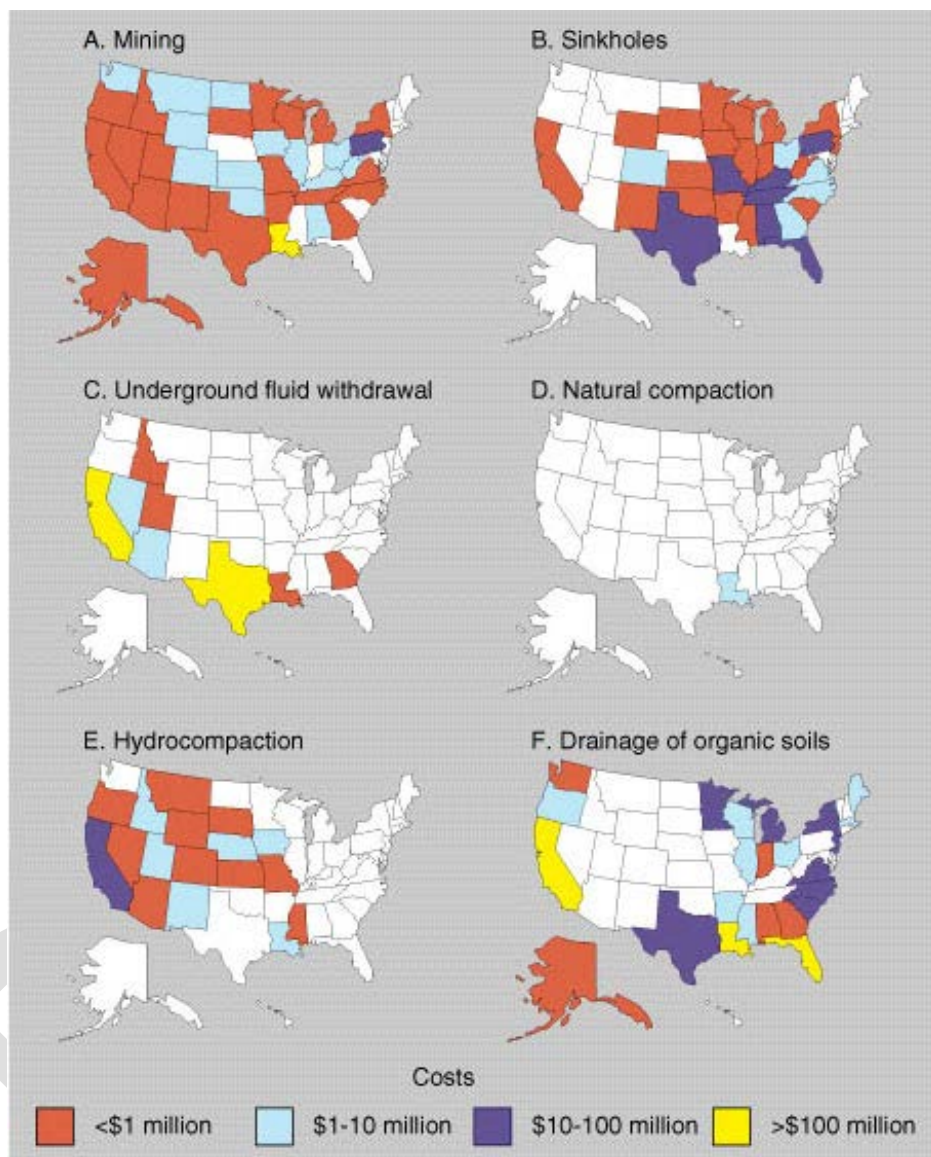 A. Mining
B. Sinkholes
C. Underground fluid withdrawal
D. Natural compaction
E. Hydrocompaction
F. Drainage of organic soils
Costs
<$1 million
$1-10 million
$10-100 million
>$100 million